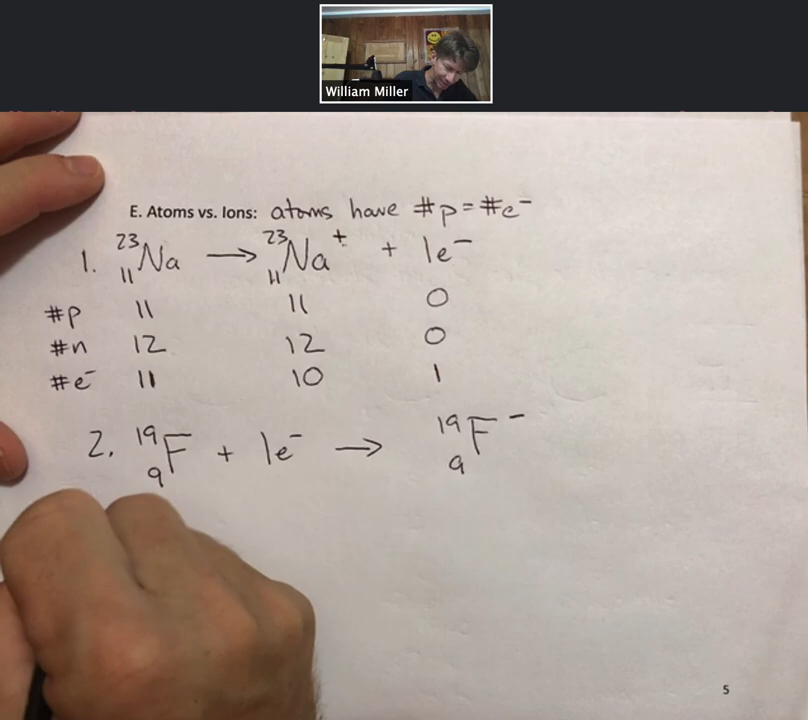 William Miller
E. Atoms vs. Ions: atoms have #p = #e⁻
1. ²³₁₁Na → ²³₁₁Na⁺ + 1e⁻
#p 11 11 0
#n 12 12 0
#e⁻ 11 10 1
2. ¹⁹₉F + 1e⁻ → ¹⁹₉F⁻
5